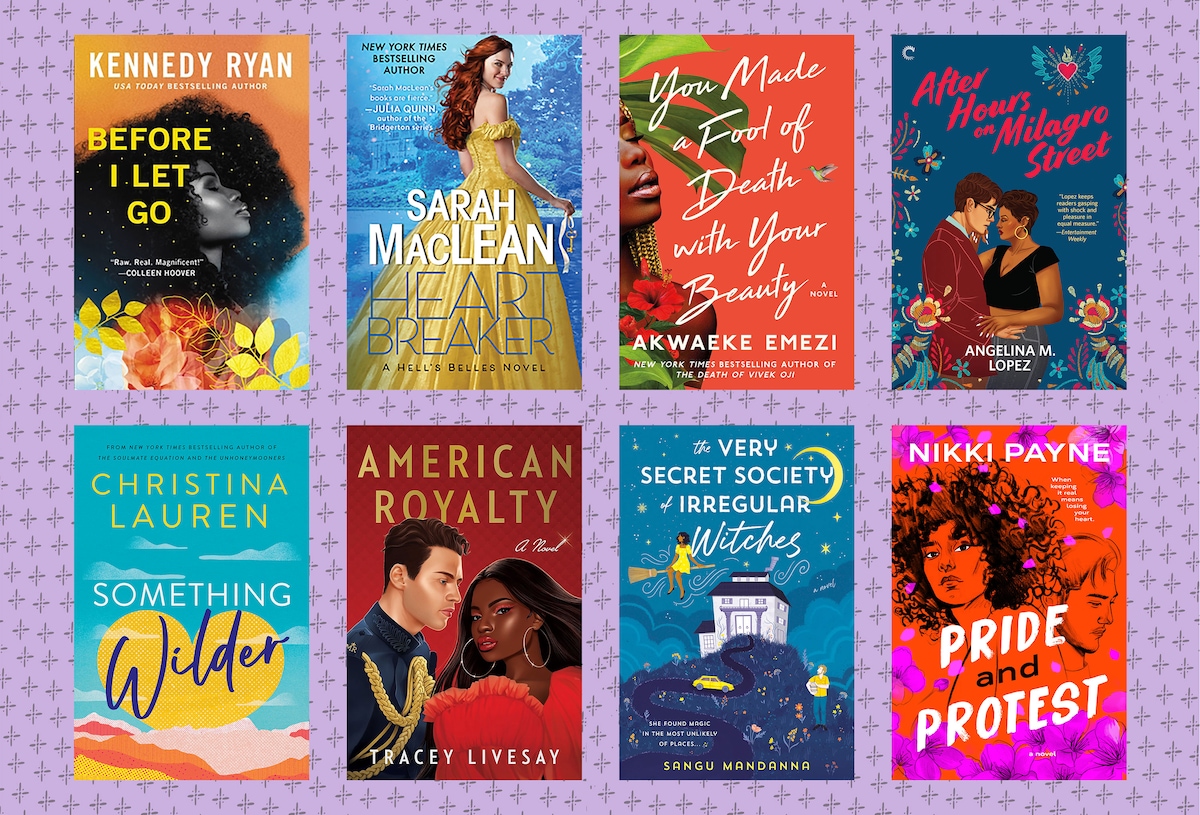 KENNEDY RYAN
USA TODAY BESTSELLING AUTHOR
BEFORE
I LET
GO
"Raw. Real. Magnificent!"
—COLLEEN HOOVER
NEW YORK TIMES
BESTSELLING
AUTHOR
"Sarah MacLean's
books are fierce."
—JULIA QUINN,
author of the
Bridgerton series
SARAH
MACLEAN
HEART
BREAKER
A HELL'S BELLES NOVEL
You Made
a Fool of
Death
with Your
Beauty
A
NOVEL
AKWAEKE EMEZI
NEW YORK TIMES BESTSELLING AUTHOR OF
THE DEATH OF VIVEK OJI
After
Hours
on Milagro
Street
"Lopez keeps
readers gasping
with shock and
pleasure in
equal measure."
—Entertainment
Weekly
ANGELINA M.
LOPEZ
FROM NEW YORK TIMES BESTSELLING AUTHOR OF
THE SOULMATE EQUATION AND THE UNHONEYMOONERS
CHRISTINA
LAUREN
SOMETHING
Wilder
AMERICAN
ROYALTY
A Novel
TRACEY LIVESAY
the VERY
SECRET SOCIETY
of IRREGULAR
Witches
a novel
SHE FOUND MAGIC
IN THE MOST UNLIKELY
OF PLACES...
SANGU MANDANNA
NIKKI PAYNE
When
keeping
it real
means
losing
your
heart.
PRIDE
and
PROTEST
a novel